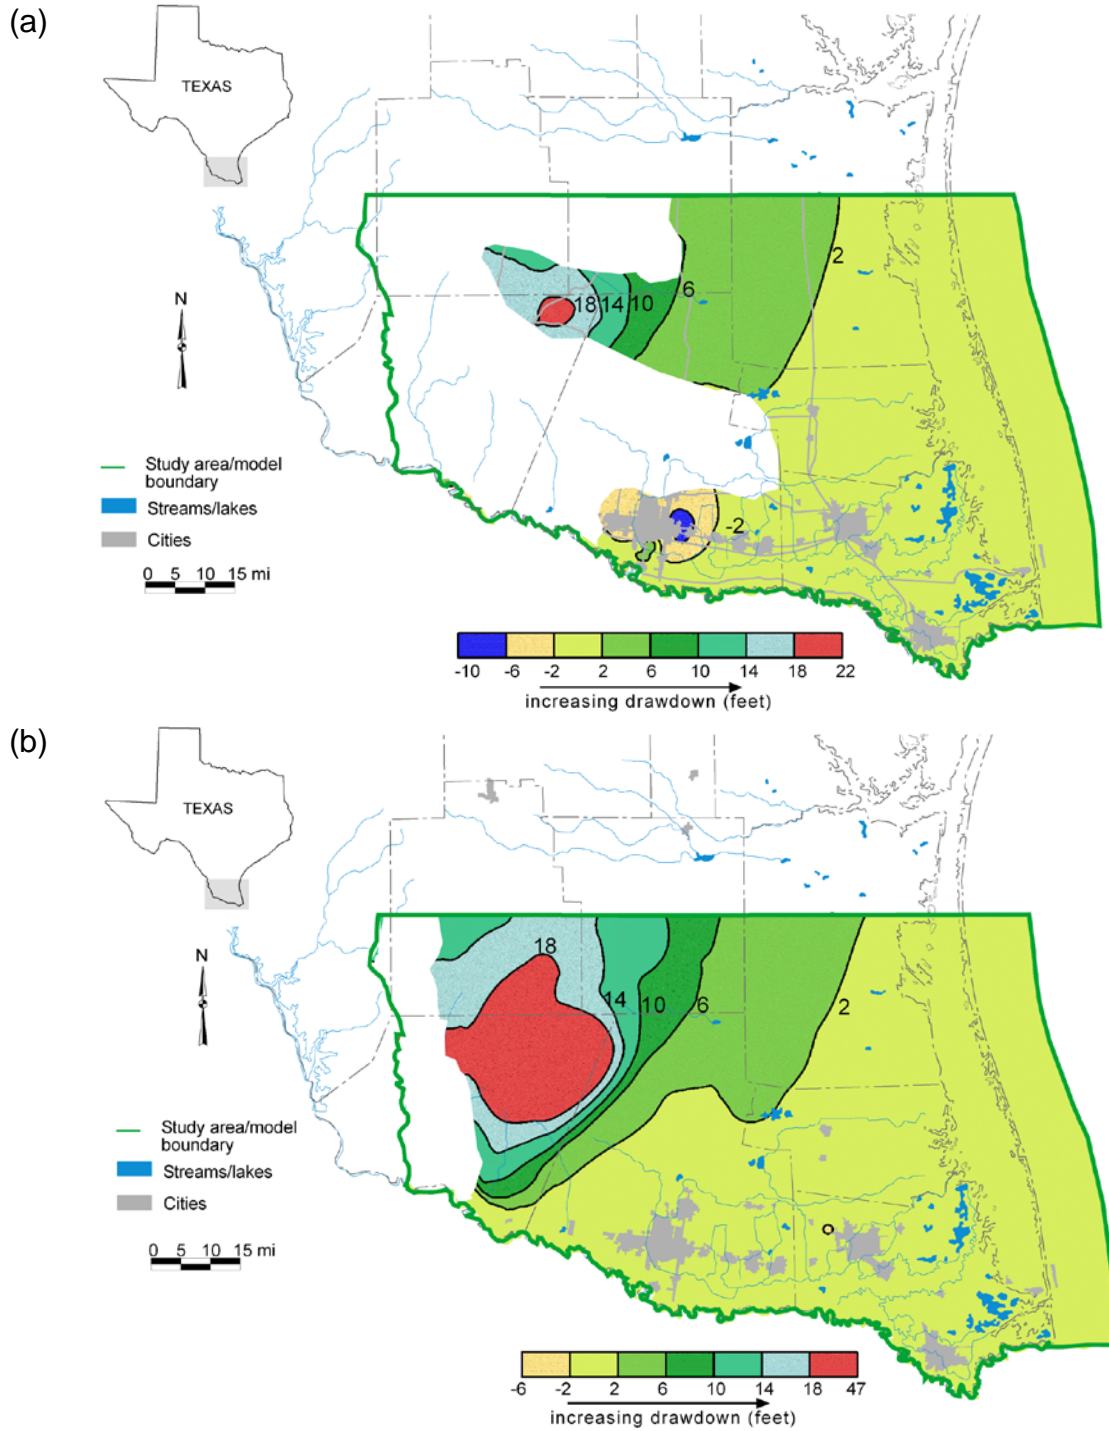 (a)
TEXAS
2
6
18
14
10
N
Study area/model
boundary
Streams/lakes
Cities
-2
0 5 10 15 mi
-10 -6 -2 2 6 10 14 18 22
increasing drawdown (feet)
(b)
TEXAS
18
N
14
10
6
2
Study area/model
boundary
Streams/lakes
Cities
0 5 10 15 mi
-6 -2 2 6 10 14 18 47
increasing drawdown (feet)